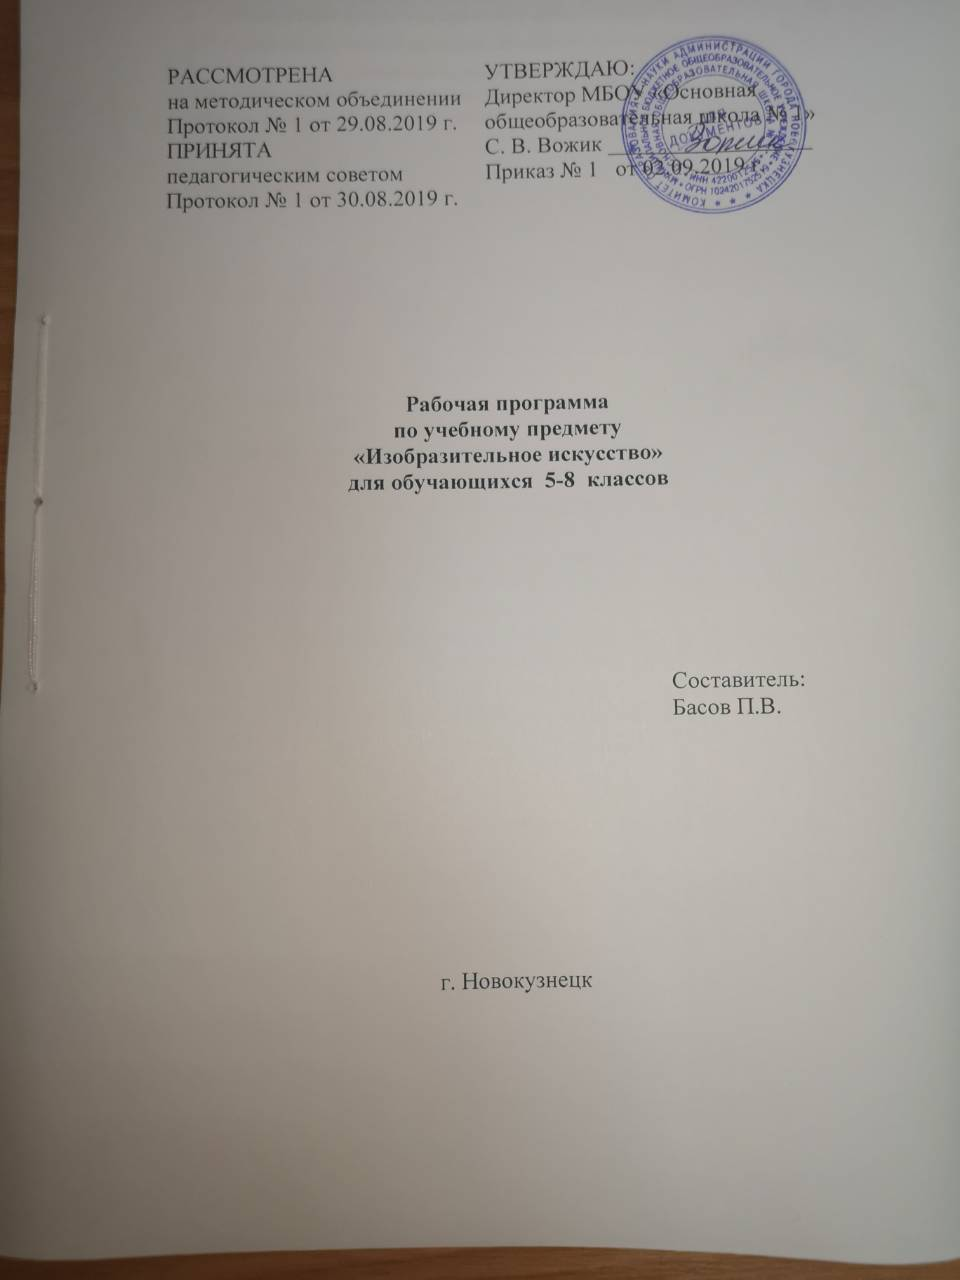 РАССМОТРЕНА
на методическом объединении
Протокол № 1 от 29.08.2019 г.
ПРИНЯТА
педагогическим советом
Протокол № 1 от 30.08.2019 г.
УТВЕРЖДАЮ:
Директор МБОУ «Основная
общеобразовательная школа № 1»
С. В. Вожик
Приказ № 1 от 02.09.2019 г.
ДОКУМЕНТОВ
Рабочая программа
по учебному предмету
«Изобразительное искусство»
для обучающихся 5-8 классов
Составитель:
Басов П.В.
г. Новокузнецк